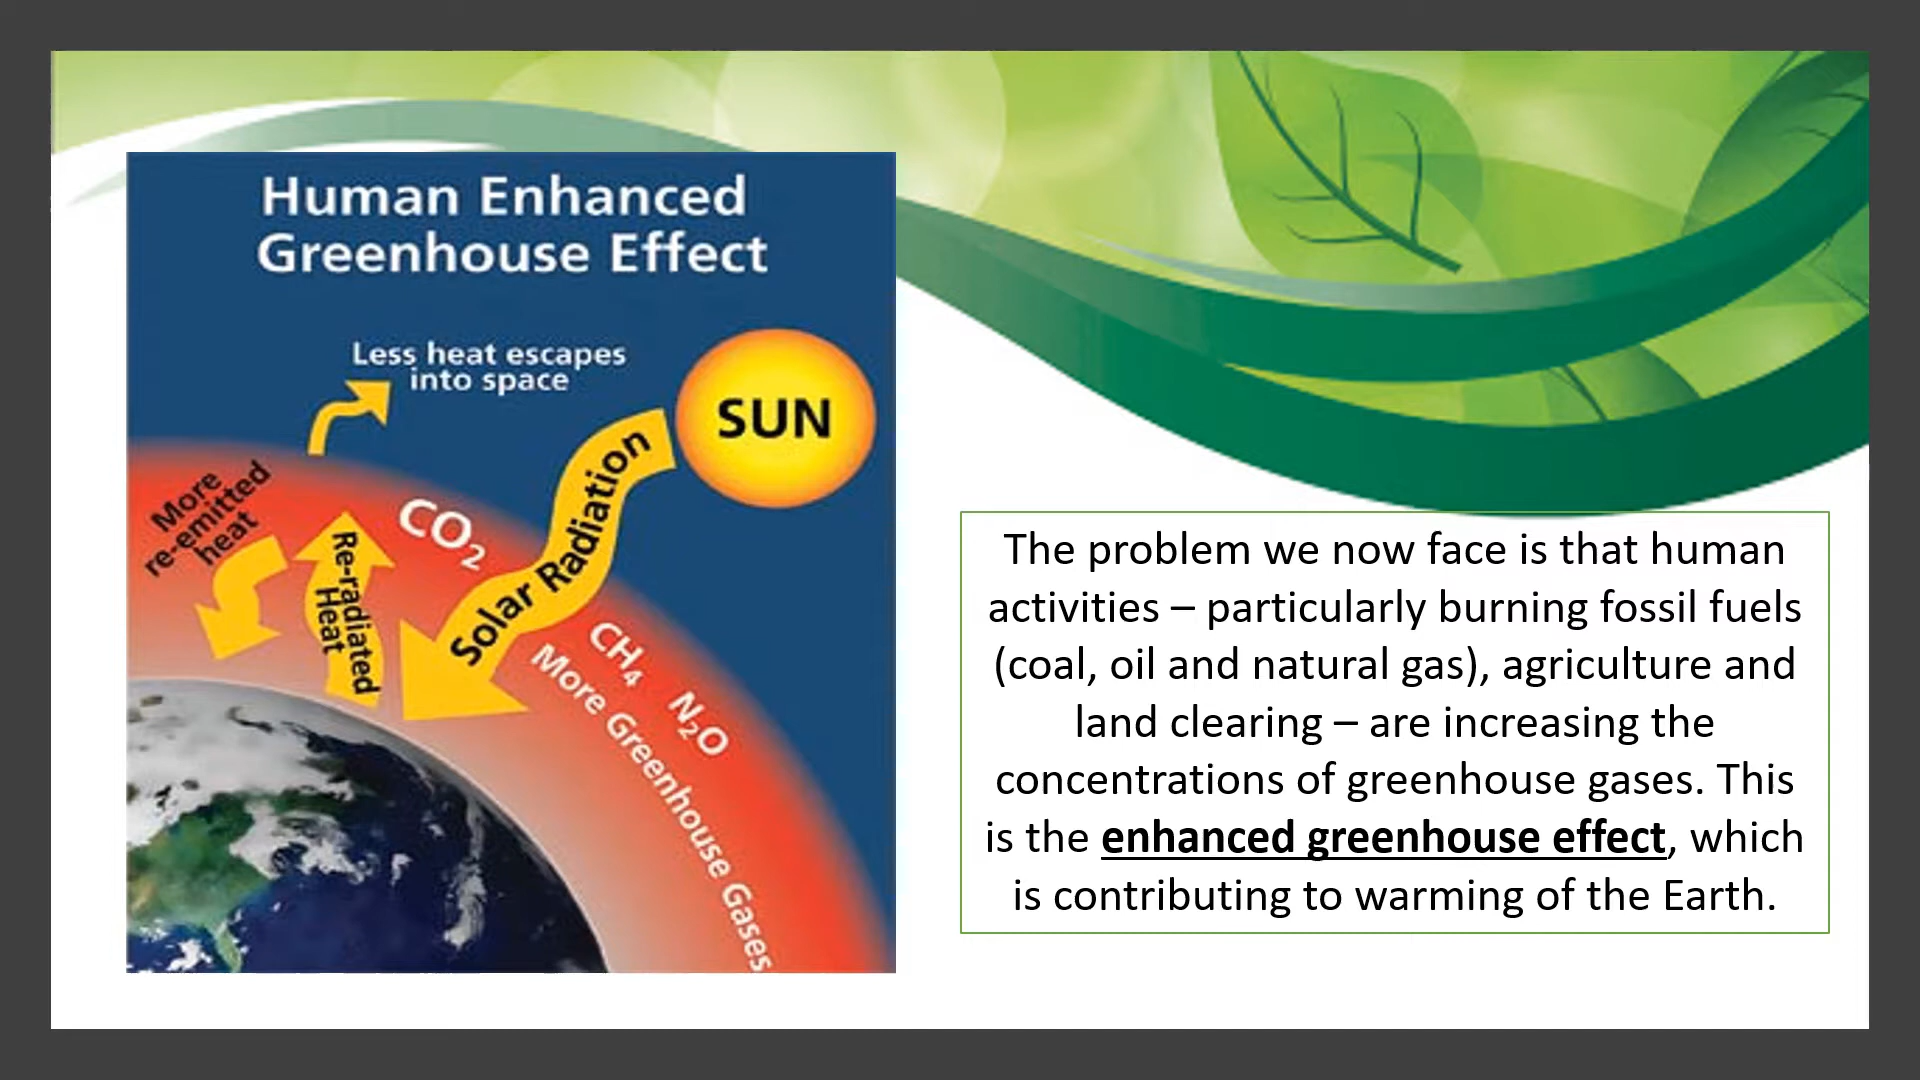 Human Enhanced
Greenhouse Effect
Less heat escapes
into space
SUN
Solar Radiation
More
re-emitted
heat
Re-radiated
Heat
CO₂
CH₄ N₂O
More Greenhouse Gases
The problem we now face is that human
activities – particularly burning fossil fuels
(coal, oil and natural gas), agriculture and
land clearing – are increasing the
concentrations of greenhouse gases. This
is the enhanced greenhouse effect, which
is contributing to warming of the Earth.